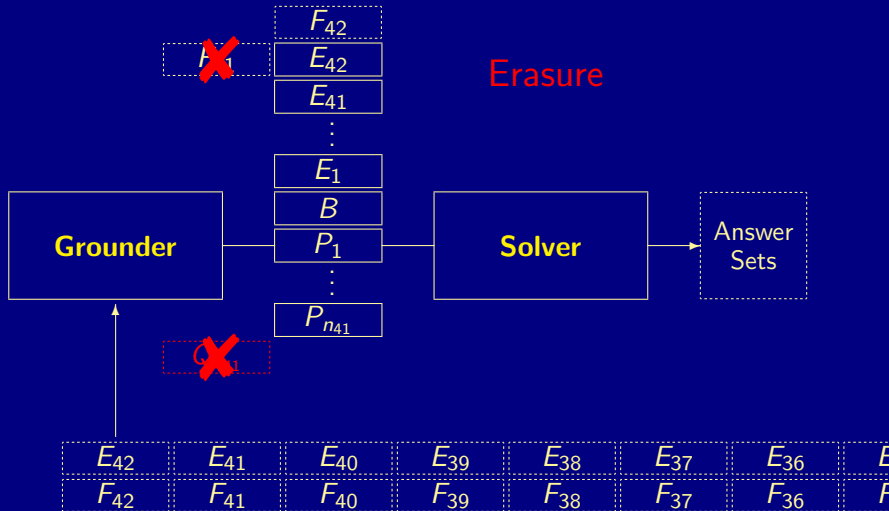 F₄₂
E₄₂
Erasure
E₄₁
⋮
E₁
B
Grounder
P₁
Solver
Answer
Sets
⋮
Pₙ₄₁
E₄₂ E₄₁ E₄₀ E₃₉ E₃₈ E₃₇ E₃₆
F₄₂ F₄₁ F₄₀ F₃₉ F₃₈ F₃₇ F₃₆